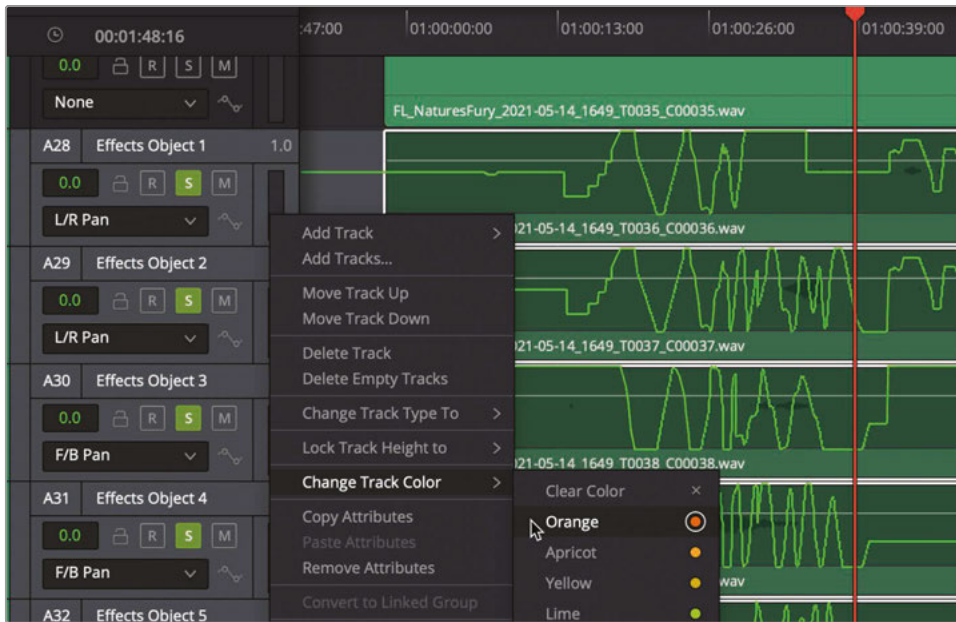 00:01:48:16
:47:00
01:00:00:00
01:00:13:00
01:00:26:00
01:00:39:00
0.0 R S M
None
FL_NaturesFury_2021-05-14_1649_T0035_C00035.wav
A28 Effects Object 1 1.0
0.0 R S M
L/R Pan
21-05-14_1649_T0036_C00036.wav
A29 Effects Object 2
0.0 R S M
L/R Pan
21-05-14_1649_T0037_C00037.wav
A30 Effects Object 3
0.0 R S M
F/B Pan
21-05-14_1649_T0038_C00038.wav
A31 Effects Object 4
0.0 R S M
F/B Pan
wav
A32 Effects Object 5
Add Track >
Add Tracks...
Move Track Up
Move Track Down
Delete Track
Delete Empty Tracks
Change Track Type To >
Lock Track Height to >
Change Track Color >
Copy Attributes
Paste Attributes
Remove Attributes
Convert to Linked Group
Clear Color ×
Orange
Apricot
Yellow
Lime